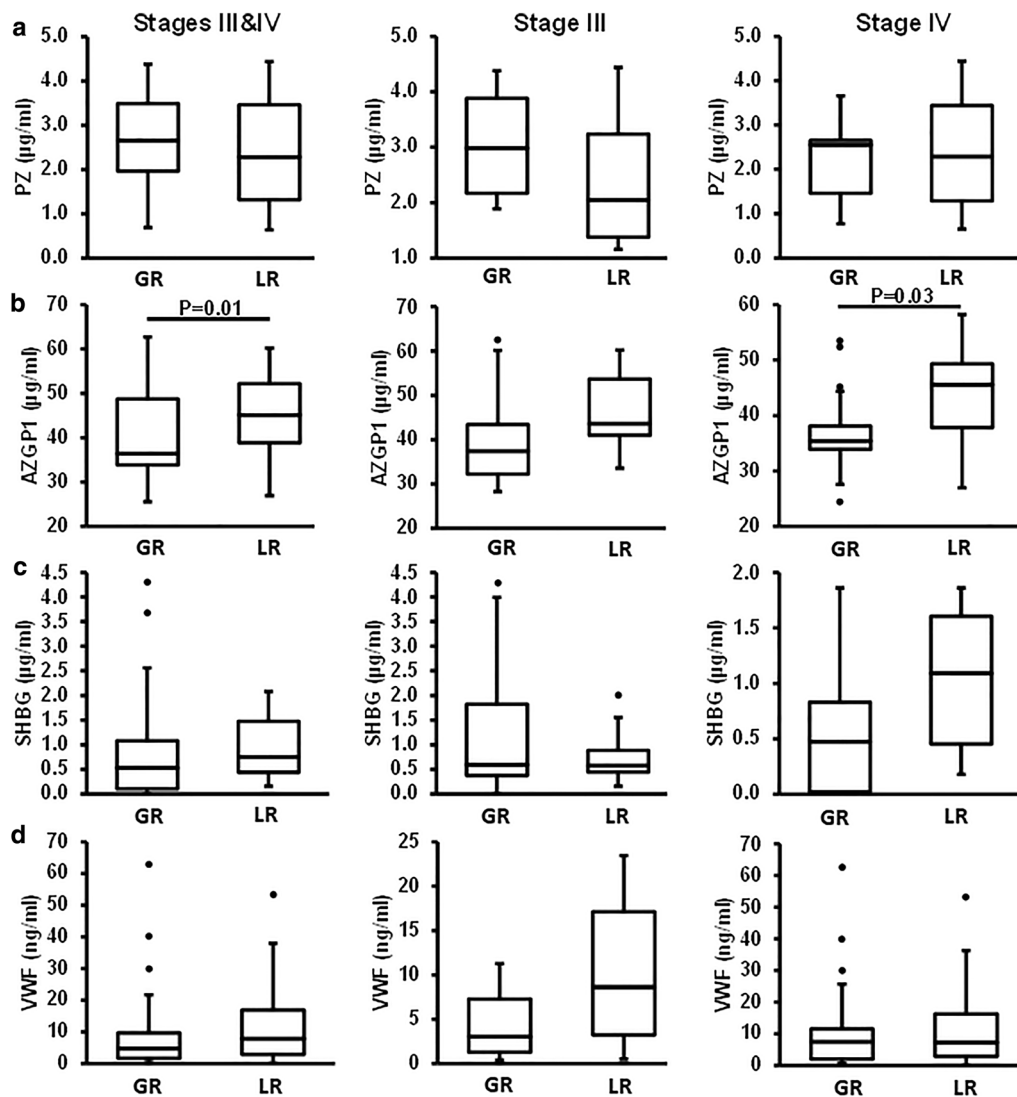 Stages III&IV
Stage III
Stage IV
a
PZ (µg/ml)
5.0
4.0
3.0
2.0
1.0
0.0
GR
LR
PZ (µg/ml)
5.0
4.0
3.0
2.0
1.0
GR
LR
PZ (µg/ml)
5.0
4.0
3.0
2.0
1.0
0.0
GR
LR
b
AZGP1 (µg/ml)
70
60
50
40
30
20
P=0.01
GR
LR
AZGP1 (µg/ml)
70
60
50
40
30
20
GR
LR
AZGP1 (µg/ml)
60
50
40
30
20
P=0.03
GR
LR
c
SHBG (µg/ml)
4.5
4.0
3.5
3.0
2.5
2.0
1.5
1.0
0.5
0.0
GR
LR
SHBG (µg/ml)
4.5
4.0
3.5
3.0
2.5
2.0
1.5
1.0
0.5
0.0
GR
LR
SHBG (µg/ml)
2.0
1.5
1.0
0.5
0.0
GR
LR
d
VWF (ng/ml)
70
60
50
40
30
20
10
0
GR
LR
VWF (ng/ml)
25
20
15
10
5
0
GR
LR
VWF (ng/ml)
70
60
50
40
30
20
10
0
GR
LR